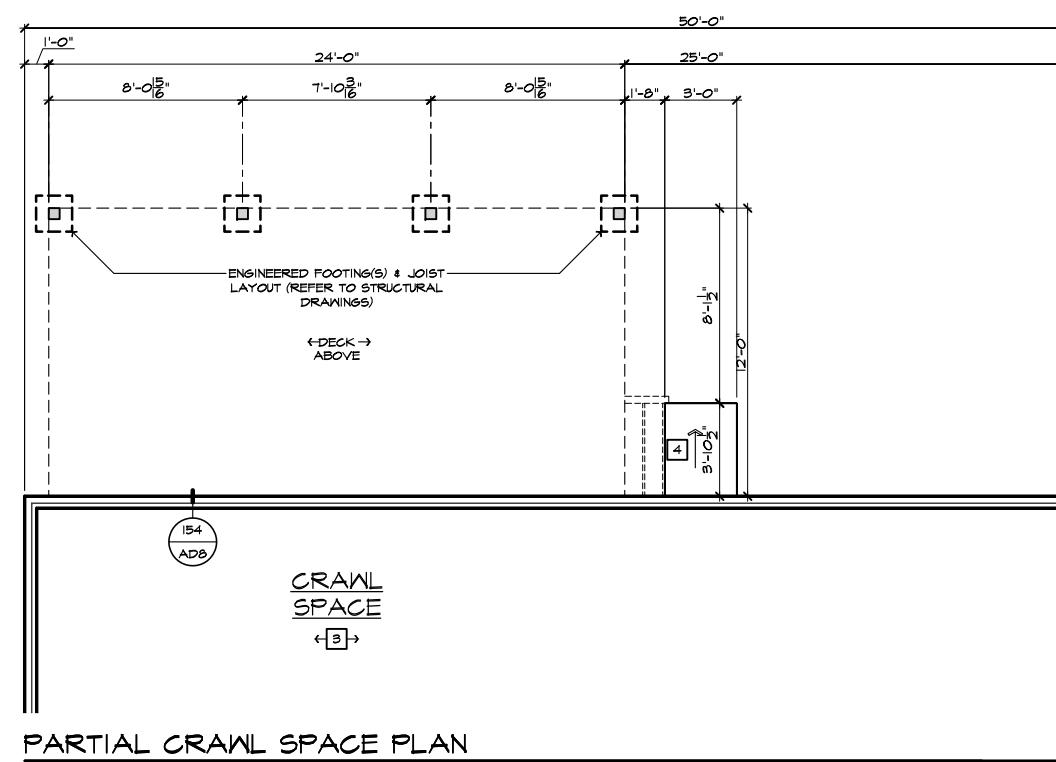 50'-0"
1'-0"
24'-0"
25'-0"
8'-0 15/16"
7'-10 3/16"
8'-0 15/16"
1'-8"
3'-0"
ENGINEERED FOOTING(S) & JOIST
LAYOUT (REFER TO STRUCTURAL
DRAWINGS)
8'-1 1/2"
←DECK→
ABOVE
12'-0"
4
3'-10 1/2"
154
AD8
CRAWL
SPACE
←3→
PARTIAL CRAWL SPACE PLAN